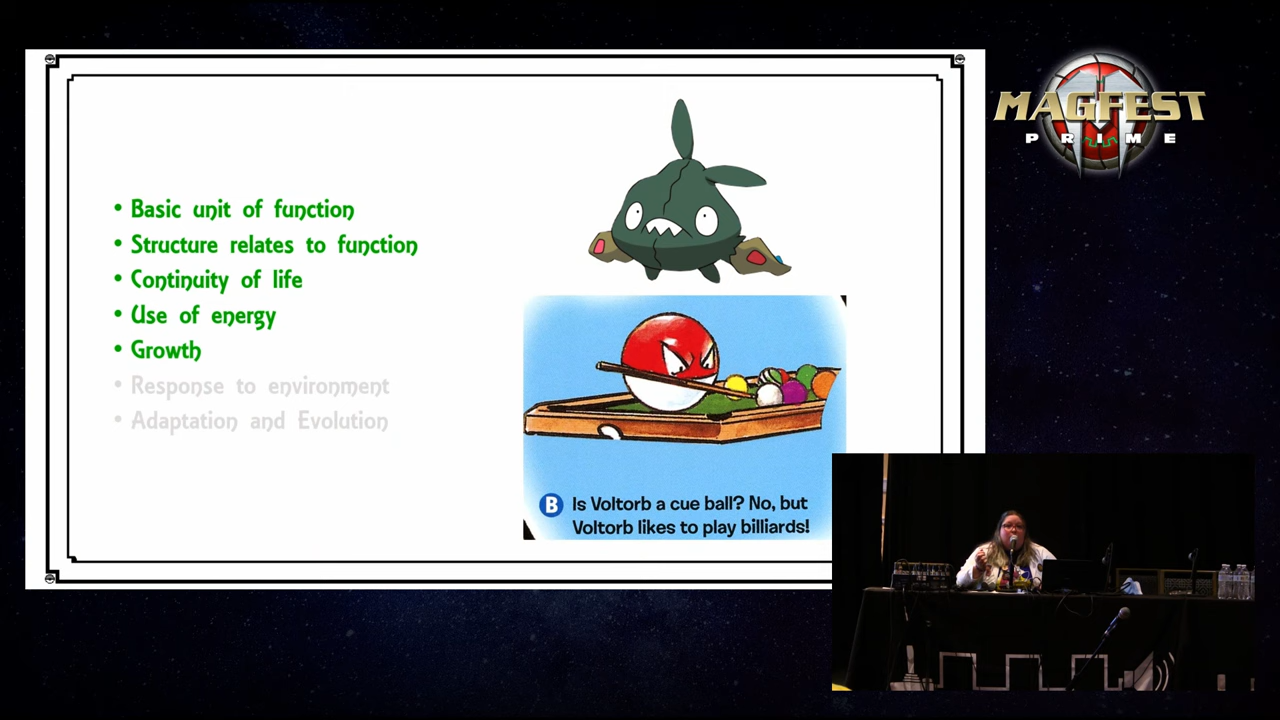 MAGFEST
PRIME
• Basic unit of function
• Structure relates to function
• Continuity of life
• Use of energy
• Growth
• Response to environment
• Adaptation and Evolution
B Is Voltorb a cue ball? No, but
Voltorb likes to play billiards!